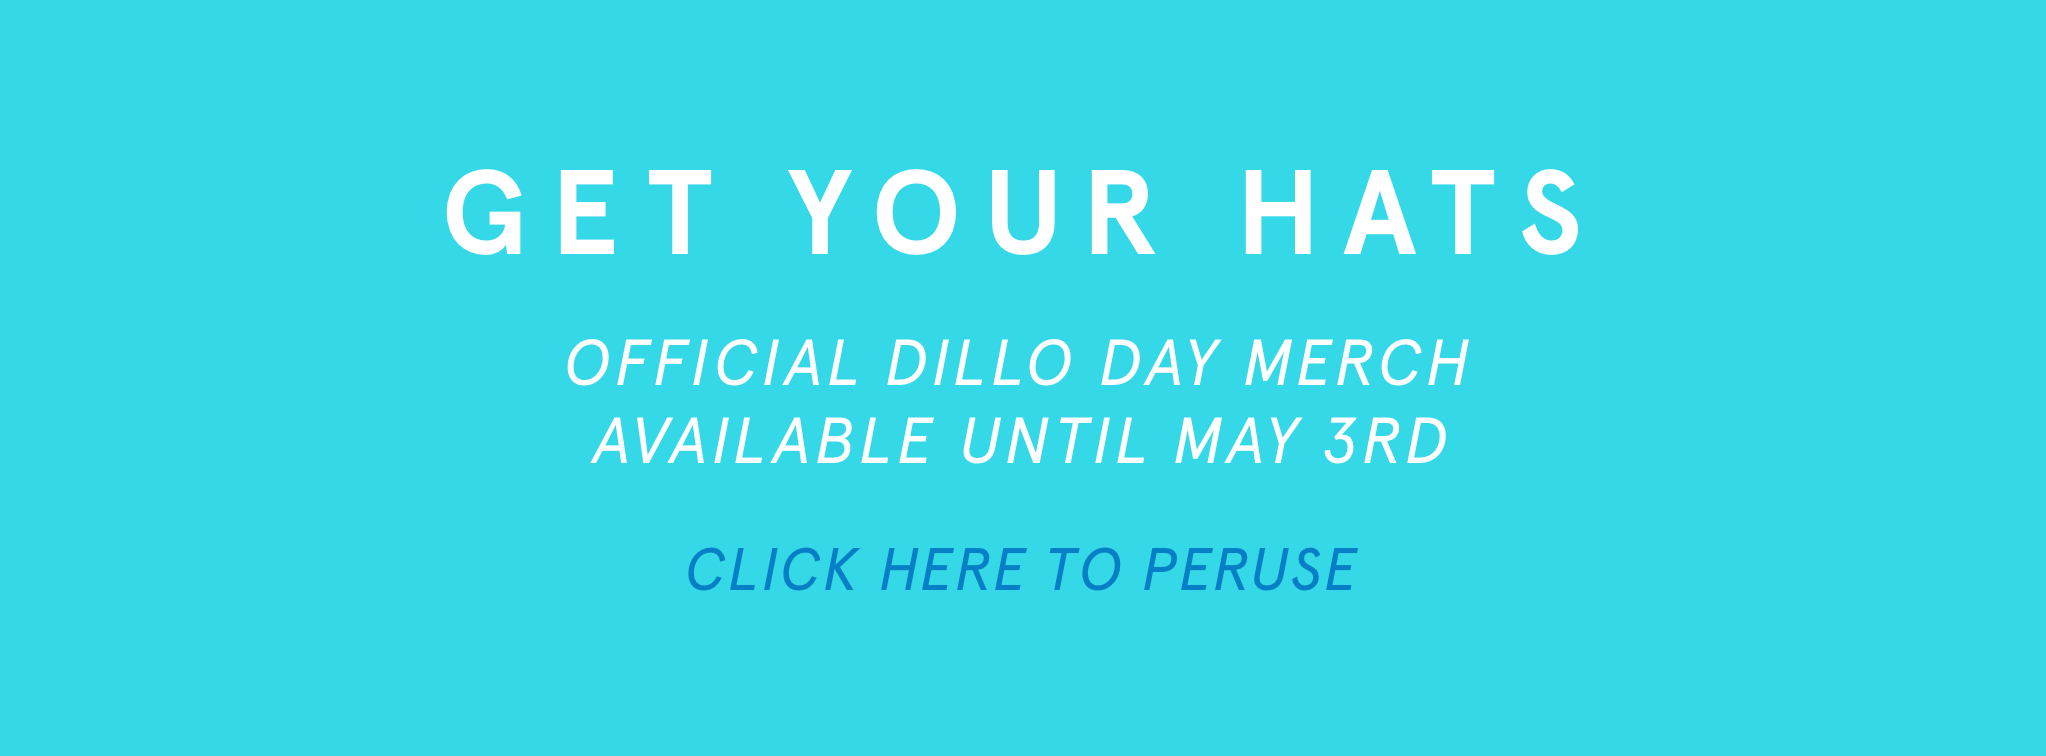 GET YOUR HATS
OFFICIAL DILLO DAY MERCH
AVAILABLE UNTIL MAY 3RD
CLICK HERE TO PERUSE